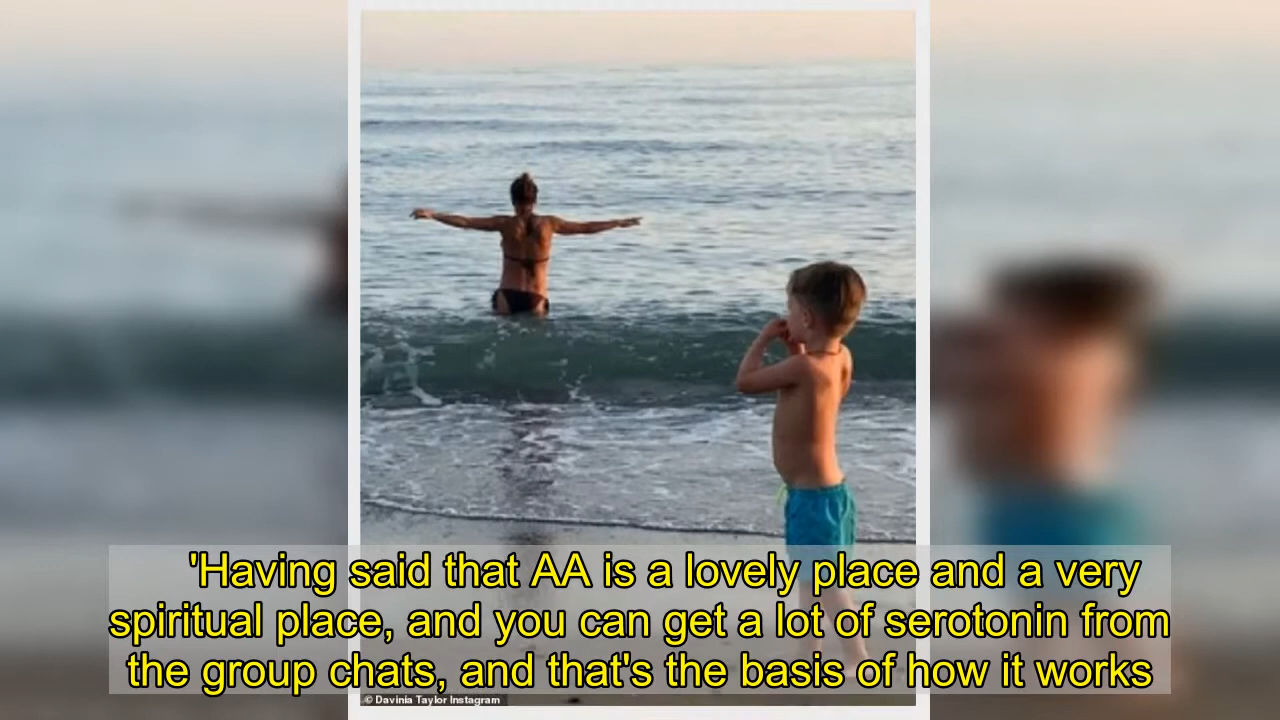 'Having said that AA is a lovely place and a very
spiritual place, and you can get a lot of serotonin from
the group chats, and that's the basis of how it works
© Davinia Taylor Instagram